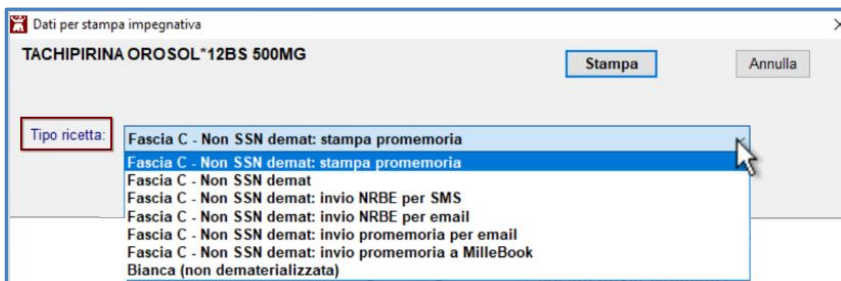 Dati per stampa impegnativa
TACHIPIRINA OROSOL*12BS 500MG
Stampa
Annulla
Tipo ricetta:
Fascia C - Non SSN demat: stampa promemoria
Fascia C - Non SSN demat: stampa promemoria
Fascia C - Non SSN demat
Fascia C - Non SSN demat: invio NRBE per SMS
Fascia C - Non SSN demat: invio NRBE per email
Fascia C - Non SSN demat: invio promemoria per email
Fascia C - Non SSN demat: invio promemoria a MilleBook
Bianca (non dematerializzata)